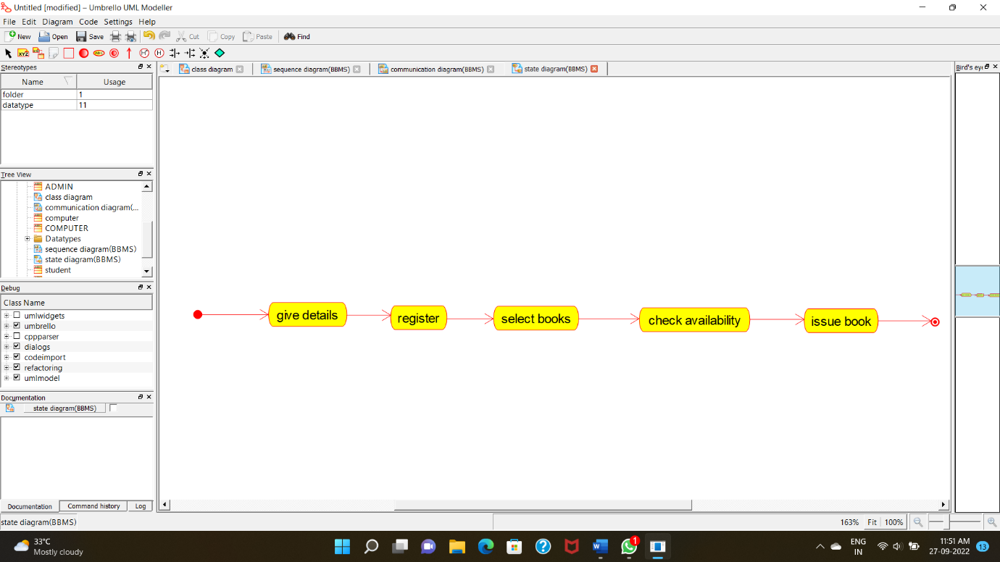 Untitled [modified] – Umbrello UML Modeller
File Edit Diagram Code Settings Help
New Open Save Cut Copy Paste Find
XYZ ABC H H
Stereotypes
Name Usage
folder 1
datatype 11
Tree View
ADMIN
class diagram
communication diagram(...
computer
COMPUTER
Datatypes
sequence diagram(BBMS)
state diagram(BBMS)
student
Debug
Class Name
umlwidgets
umbrello
cppparser
dialogs
codeimport
refactoring
umlmodel
Documentation
state diagram(BBMS)
Documentation Command history Log
class diagram sequence diagram(BBMS) communication diagram(BBMS) state diagram(BBMS)
give details register select books check availability issue book
Bird's eye
state diagram(BBMS) 163% Fit 100%
33°C
Mostly cloudy
1
ENG
IN
11:51 AM
27-09-2022
13